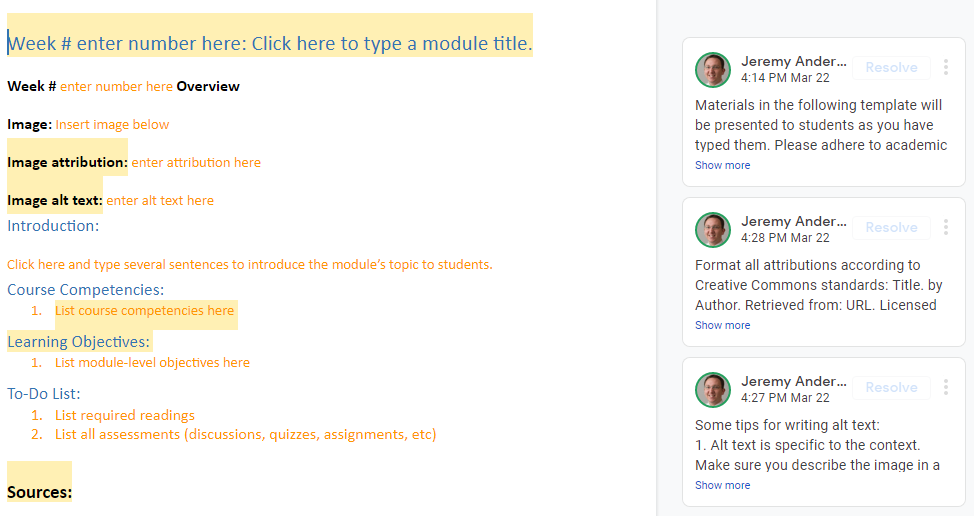 Week # enter number here: Click here to type a module title.
Week # enter number here Overview
Image: Insert image below
Image attribution: enter attribution here
Image alt text: enter alt text here
Introduction:
Click here and type several sentences to introduce the module’s topic to students.
Course Competencies:
1. List course competencies here
Learning Objectives:
1. List module-level objectives here
To-Do List:
1. List required readings
2. List all assessments (discussions, quizzes, assignments, etc)
Sources:
Jeremy Ander... Resolve
4:14 PM Mar 22
Materials in the following template will
be presented to students as you have
typed them. Please adhere to academic
Show more
Jeremy Ander... Resolve
4:28 PM Mar 22
Format all attributions according to
Creative Commons standards: Title. by
Author. Retrieved from: URL. Licensed
Show more
Jeremy Ander... Resolve
4:27 PM Mar 22
Some tips for writing alt text:
1. Alt text is specific to the context.
Make sure you describe the image in a
Show more